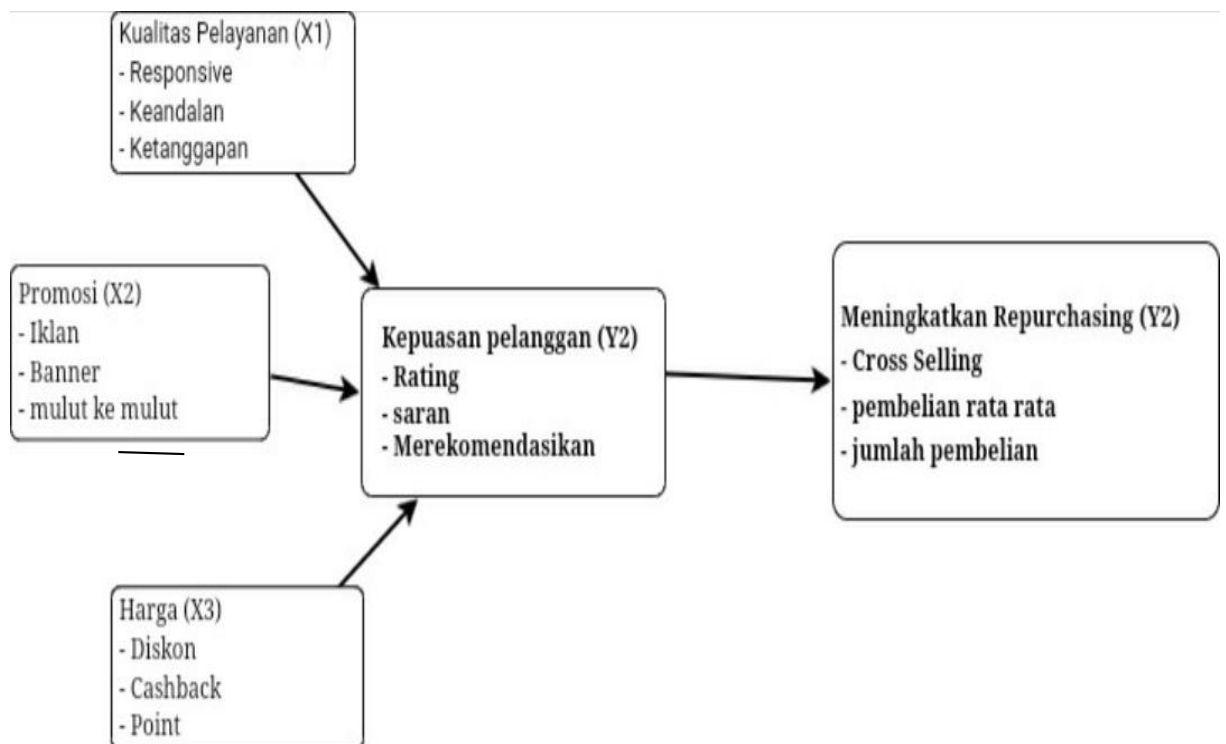 Kualitas Pelayanan (X1)
- Responsive
- Keandalan
- Ketanggapan
Promosi (X2)
- Iklan
- Banner
- mulut ke mulut
Kepuasan pelanggan (Y2)
- Rating
- saran
- Merekomendasikan
Meningkatkan Repurchasing (Y2)
- Cross Selling
- pembelian rata rata
- jumlah pembelian
Harga (X3)
- Diskon
- Cashback
- Point